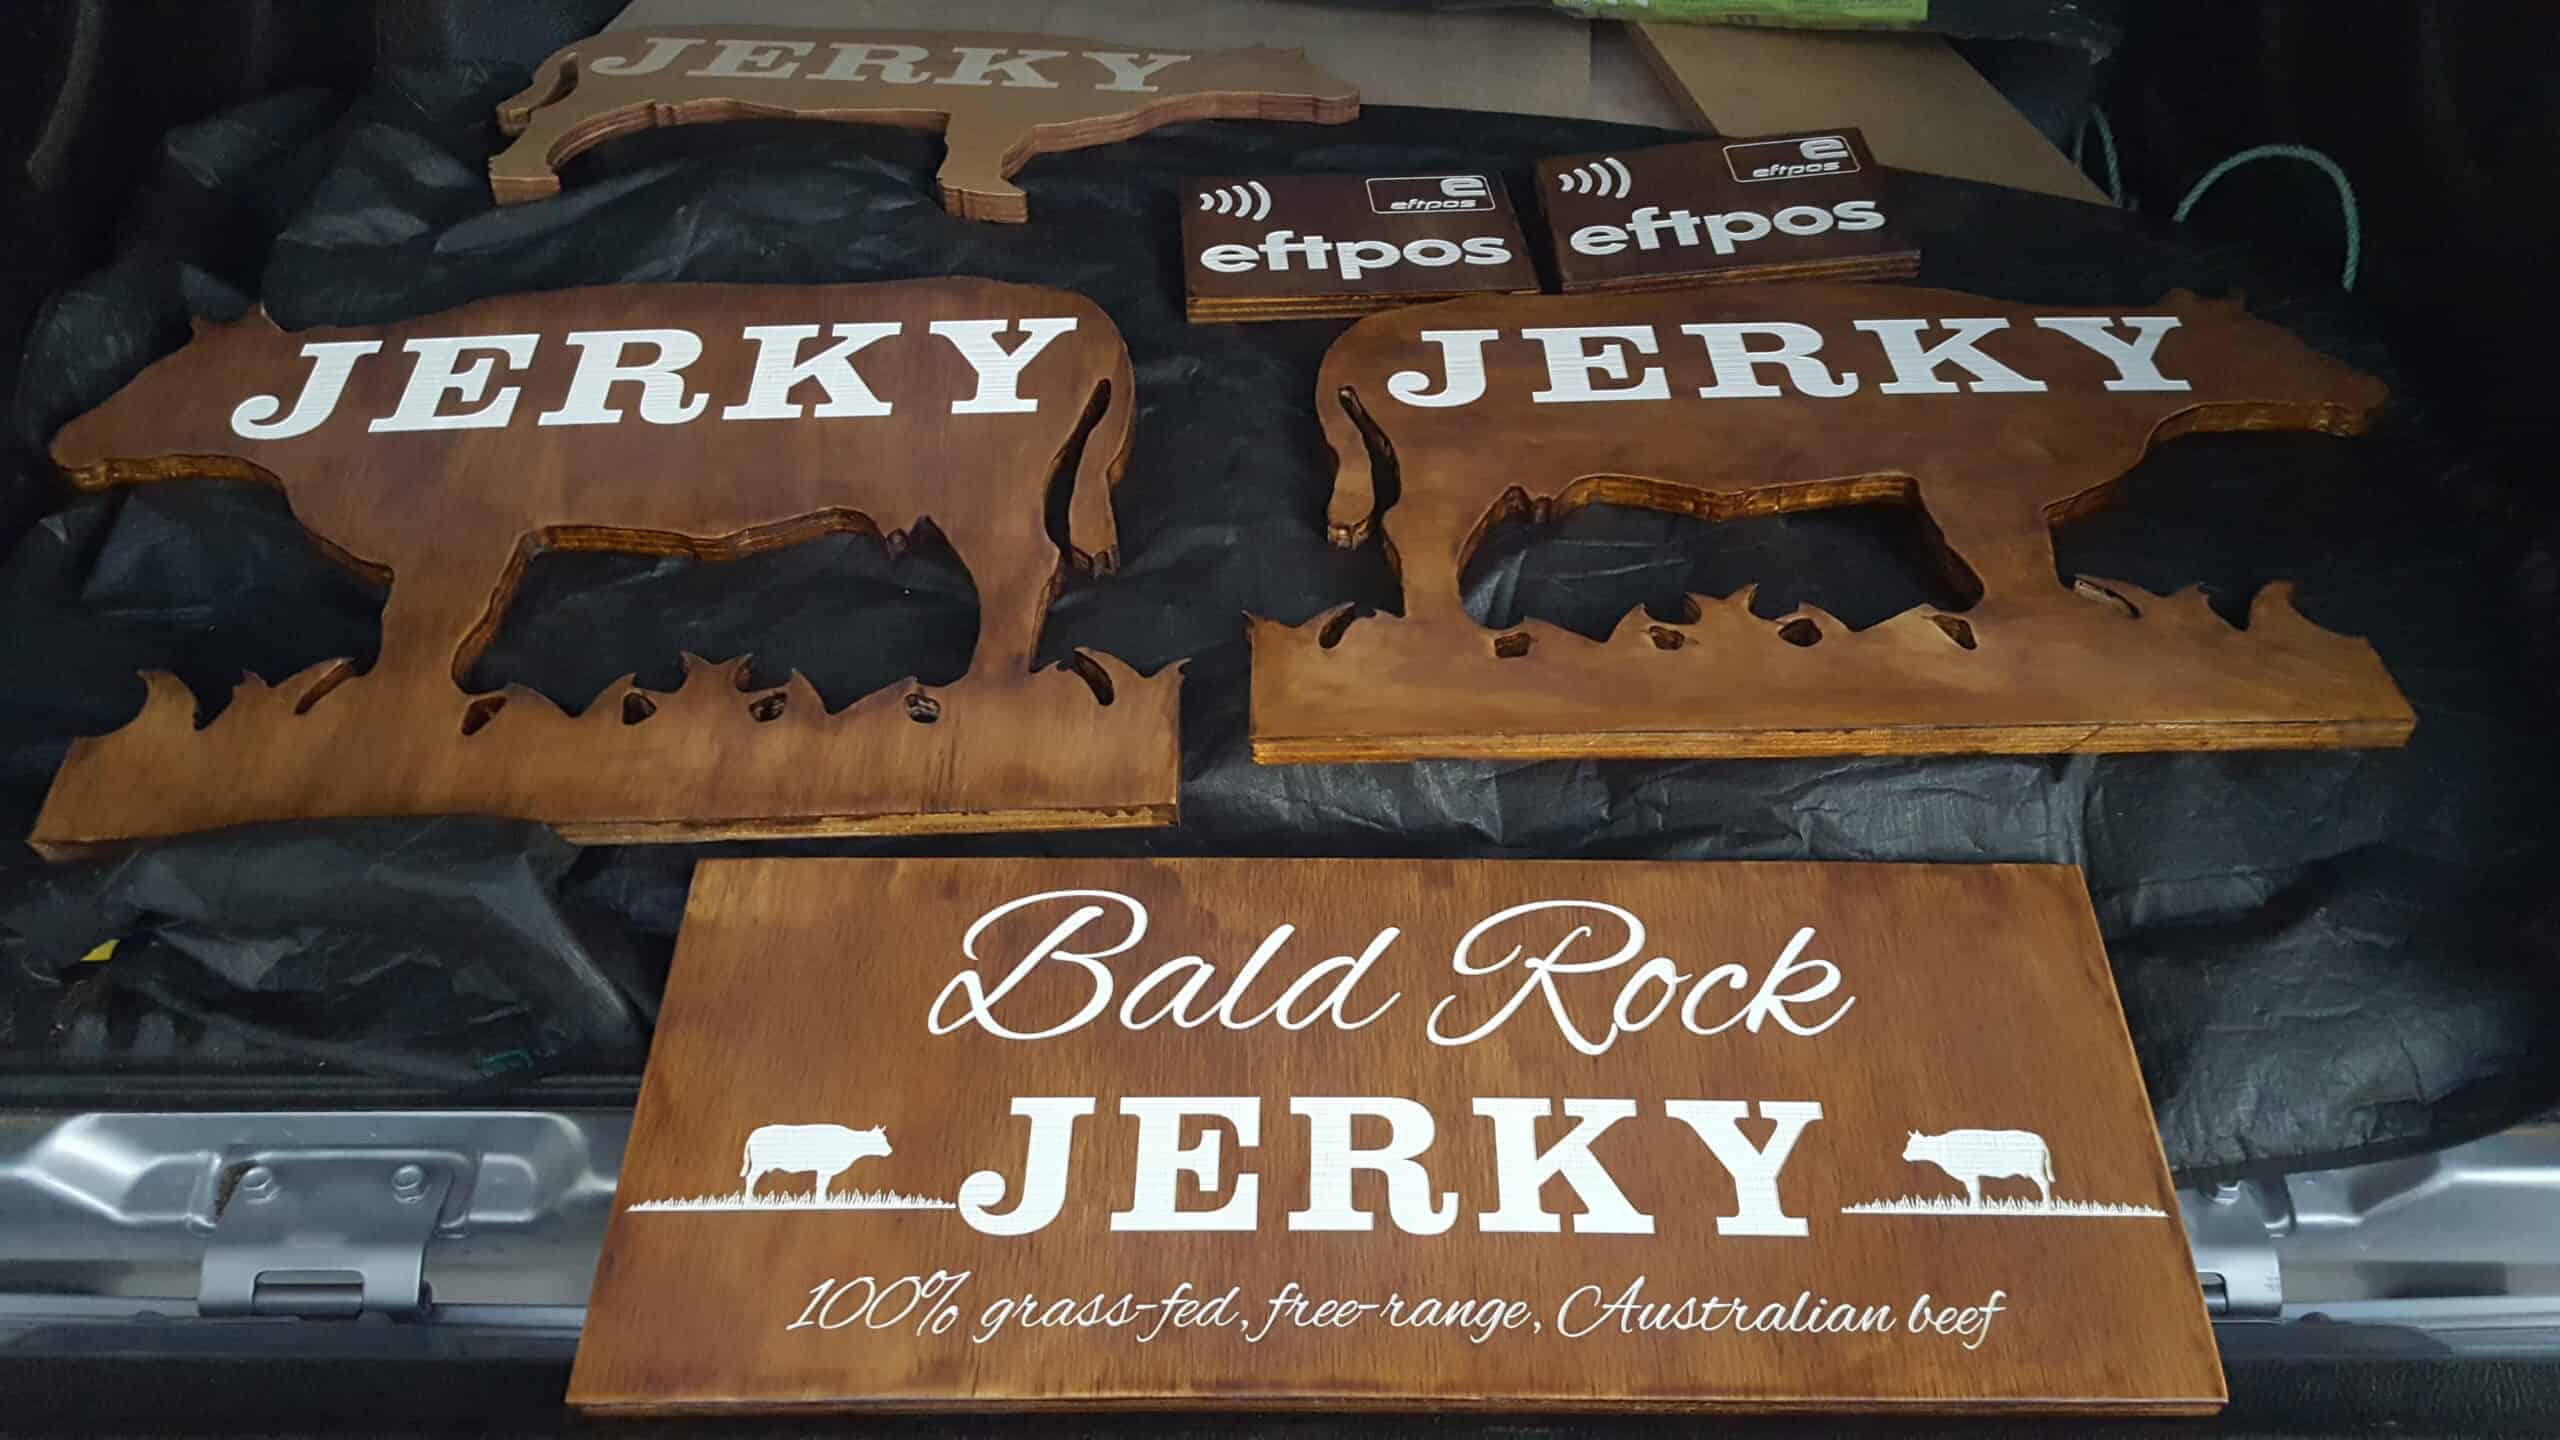 JERKY
e
eftpos
eftpos
e
eftpos
eftpos
JERKY
JERKY
Bald Rock
JERKY
100% grass-fed, free-range, Australian beef